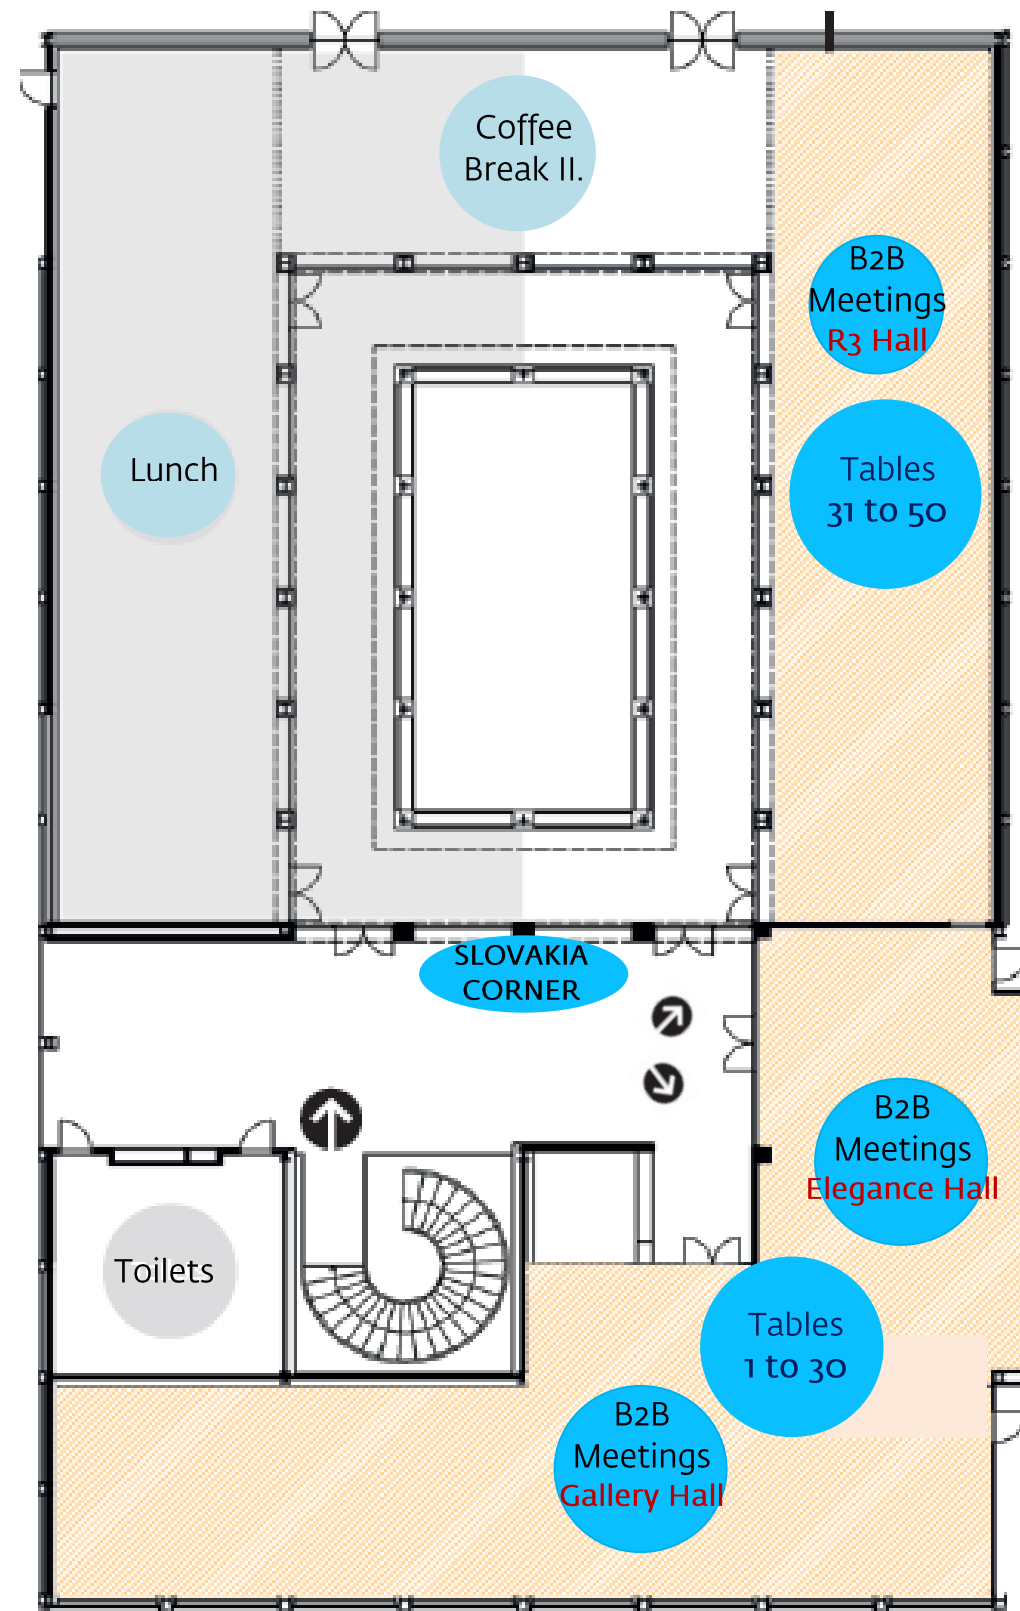 Coffee
Break II.
B2B
Meetings
R3 Hall
Lunch
Tables
31 to 50
SLOVAKIA
CORNER
B2B
Meetings
Elegance Hall
Toilets
Tables
1 to 30
B2B
Meetings
Gallery Hall